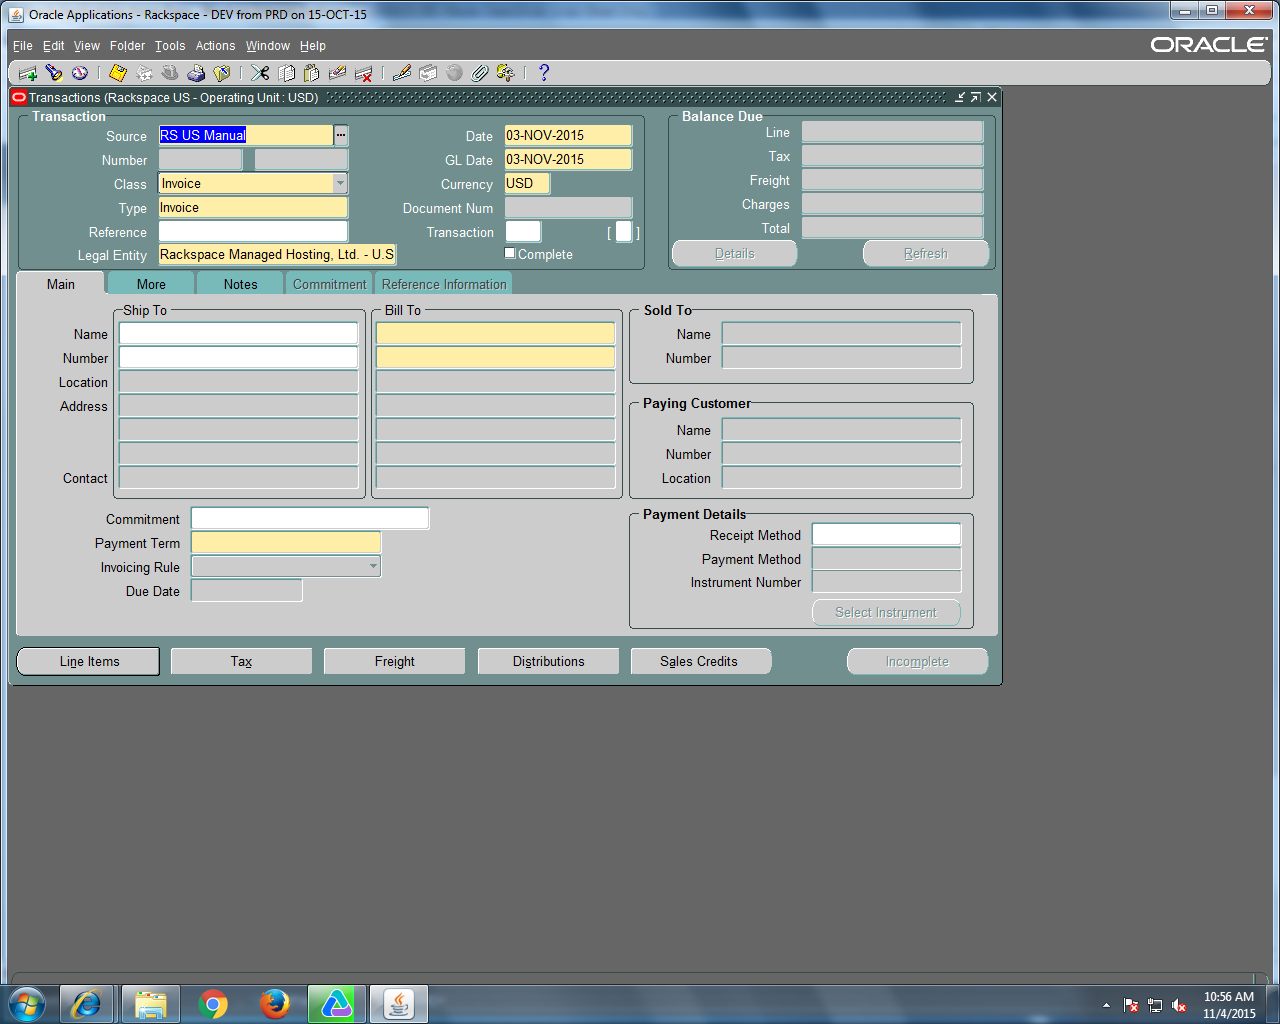 Oracle Applications - Rackspace - DEV from PRD on 15-OCT-15
File Edit View Folder Tools Actions Window Help
ORACLE
Transactions (Rackspace US - Operating Unit : USD)
Transaction
Source RS US Manual
Number
Class Invoice
Type Invoice
Reference
Legal Entity Rackspace Managed Hosting, Ltd. - U.S
Date 03-NOV-2015
GL Date 03-NOV-2015
Currency USD
Document Num
Transaction [ ]
Complete
Balance Due
Line
Tax
Freight
Charges
Total
Details Refresh
Main More Notes Commitment Reference Information
Ship To Bill To
Name
Number
Location
Address
Contact
Sold To
Name
Number
Paying Customer
Name
Number
Location
Commitment
Payment Term
Invoicing Rule
Due Date
Payment Details
Receipt Method
Payment Method
Instrument Number
Select Instrument
Line Items Tax Freight Distributions Sales Credits Incomplete
10:56 AM
11/4/2015